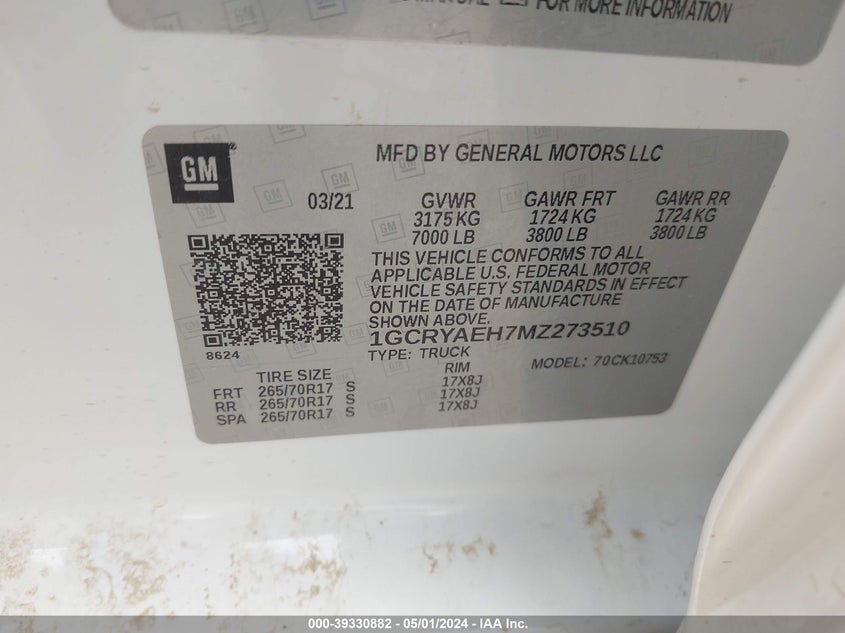 FOR MORE INFORMATION
GM
MFD BY GENERAL MOTORS LLC
03/21 GVWR GAWR FRT GAWR RR
3175 KG 1724 KG 1724 KG
7000 LB 3800 LB 3800 LB
THIS VEHICLE CONFORMS TO ALL
APPLICABLE U.S. FEDERAL MOTOR
VEHICLE SAFETY STANDARDS IN EFFECT
ON THE DATE OF MANUFACTURE
SHOWN ABOVE.
1GCRYAEH7MZ273510
8624
TYPE: TRUCK MODEL: 70CK10753
TIRE SIZE RIM
FRT 265/70R17 S 17X8J
RR 265/70R17 S 17X8J
SPA 265/70R17 S 17X8J
000-39330882 - 05/01/2024 - IAA Inc.